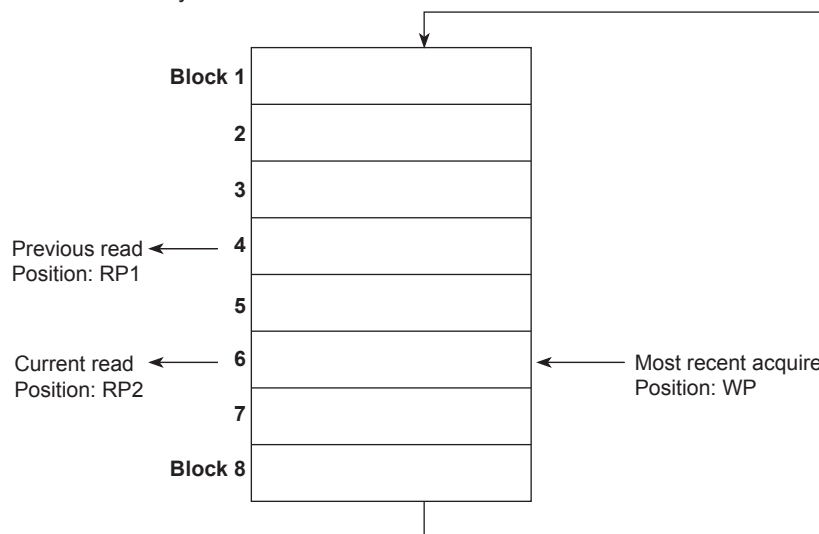 Block 1
2
3
Previous read
Position: RP1
4
5
Current read
Position: RP2
6
Most recent acquire
Position: WP
7
Block 8